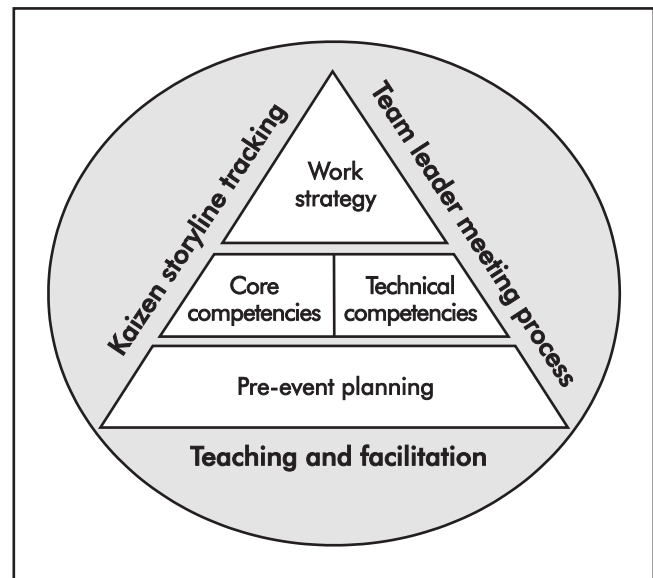 Kaizen storyline tracking
Team leader meeting process
Work
strategy
Core
competencies
Technical
competencies
Pre-event planning
Teaching and facilitation